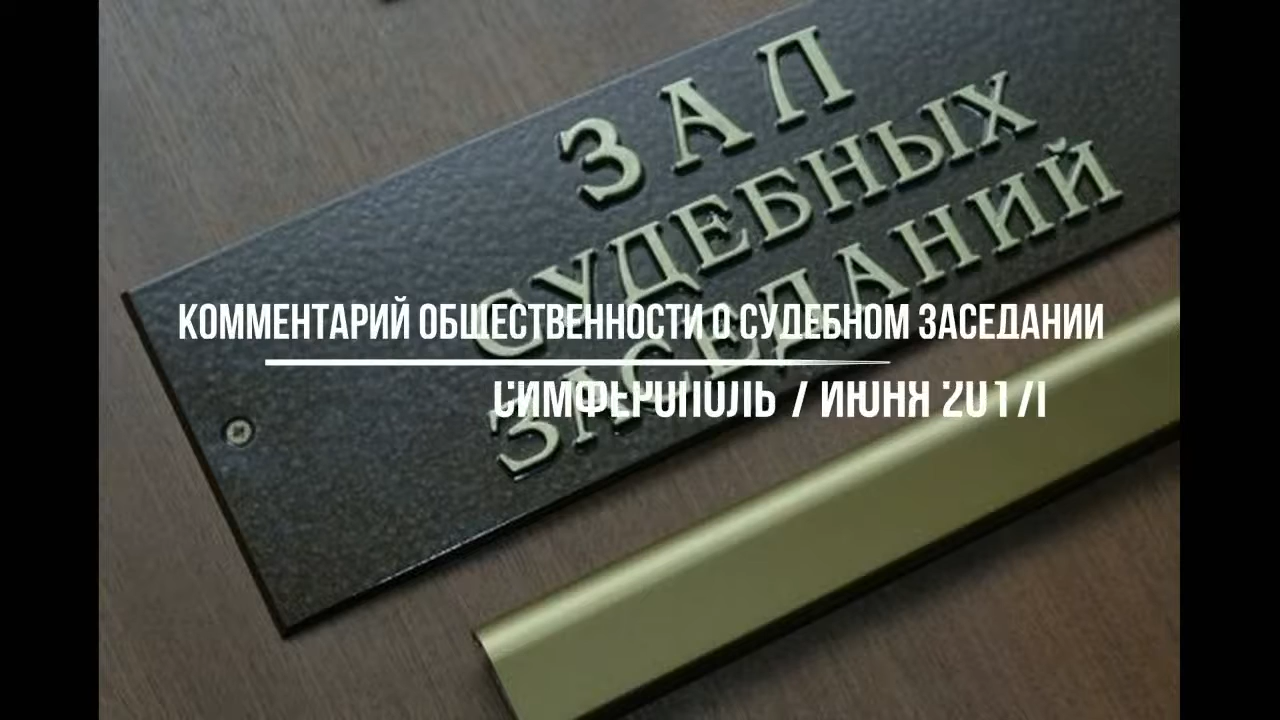 ЗАЛ
СУДЕБНЫХ
ЗАСЕДАНИЙ
КОММЕНТАРИЙ ОБЩЕСТВЕННОСТИ О СУДЕБНОМ ЗАСЕДАНИИ
СИМФЕРОПОЛЬ 7 ИЮНЯ 2017Г